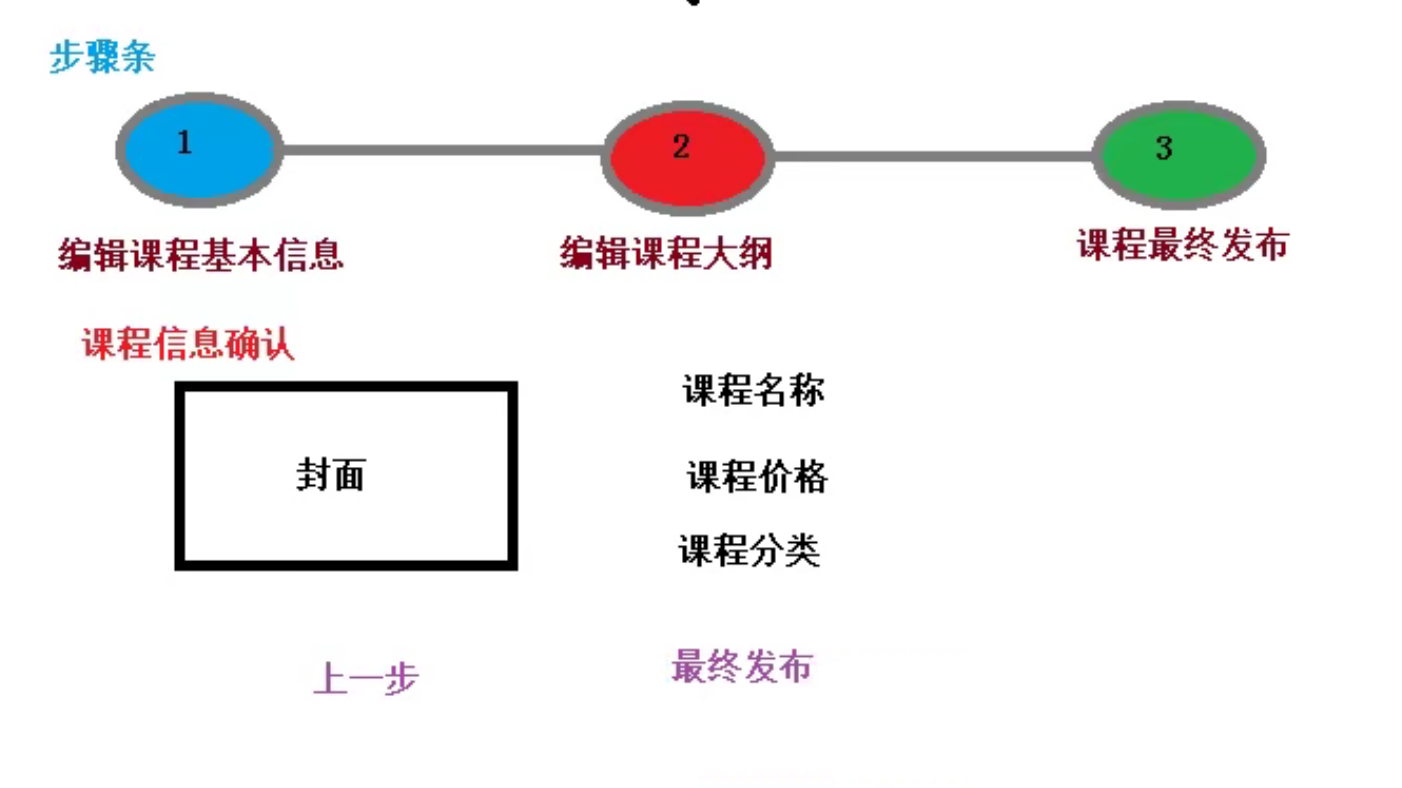 步骤条
1 2 3
编辑课程基本信息 编辑课程大纲 课程最终发布
课程信息确认
课程名称
封面 课程价格
课程分类
上一步 最终发布